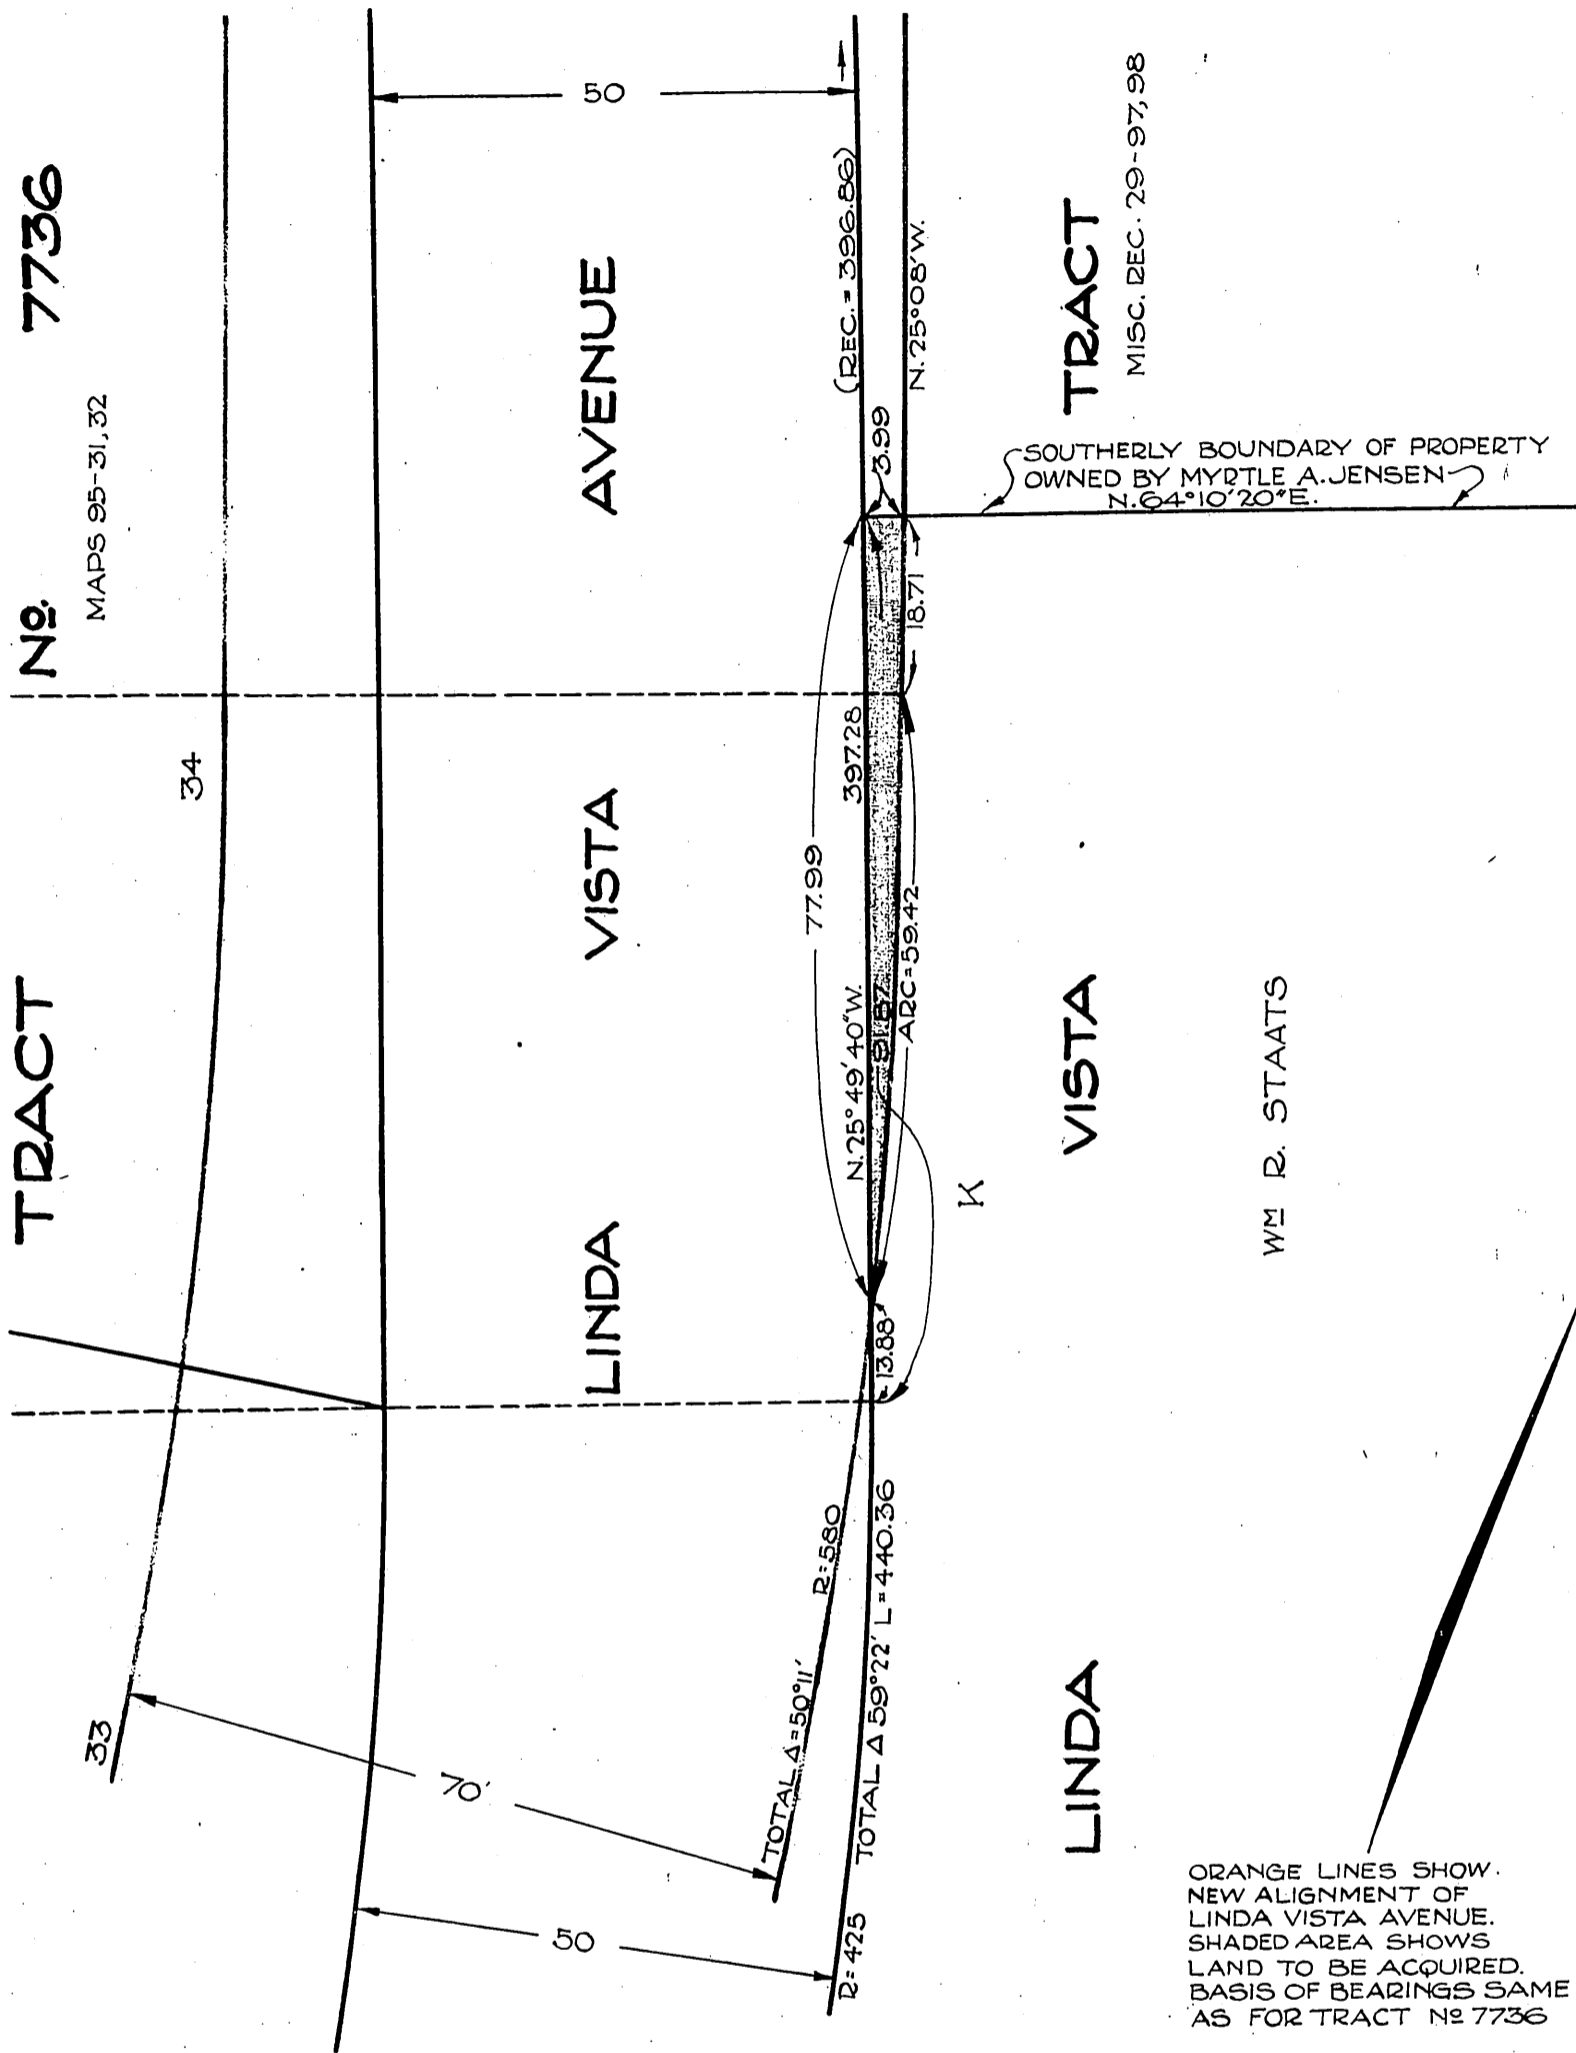 TRACT No. 7736
MAPS 95-31,32
33
34
LINDA VISTA AVENUE
50
70'
50
77.99
N.25°49'40"W.
397.28
(REC.=396.86)
3.99
N.25°08'W.
18.71
91.87
ARC=59.42
13.88
K
R=580
TOTAL Δ=50°11'
R=425
TOTAL Δ 59°22' L=440.36
SOUTHERLY BOUNDARY OF PROPERTY
OWNED BY MYRTLE A. JENSEN
N.64°10'20"E.
LINDA VISTA TRACT
MISC. REC. 29-97,98
WM R. STAATS
ORANGE LINES SHOW
NEW ALIGNMENT OF
LINDA VISTA AVENUE.
SHADED AREA SHOWS
LAND TO BE ACQUIRED.
BASIS OF BEARINGS SAME
AS FOR TRACT No 7736